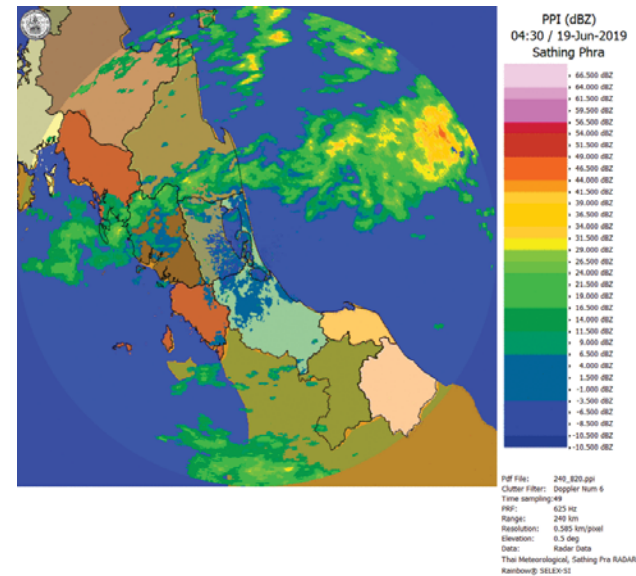 PPI (dBZ)
04:30 / 19-Jun-2019
Sathing Phra
66.500 dBZ
64.000 dBZ
61.500 dBZ
59.500 dBZ
56.500 dBZ
54.000 dBZ
51.500 dBZ
49.000 dBZ
46.500 dBZ
44.000 dBZ
41.500 dBZ
39.000 dBZ
36.500 dBZ
34.000 dBZ
31.500 dBZ
29.000 dBZ
26.500 dBZ
24.000 dBZ
21.500 dBZ
19.000 dBZ
16.500 dBZ
14.000 dBZ
11.500 dBZ
9.000 dBZ
6.500 dBZ
4.000 dBZ
1.500 dBZ
-1.000 dBZ
-3.500 dBZ
-6.500 dBZ
-8.500 dBZ
-10.500 dBZ
-10.500 dBZ
Pdf File: 240_B20.ppi
Clutter Filter: Doppler Num 6
Time sampling:49
PRF: 625 Hz
Range: 240 km
Resolution: 0.585 km/pixel
Elevation: 0.5 deg
Data: Radar Data
Thai Meteorological, Sathing Pra RADAR
Rainbow® SELEX-SI